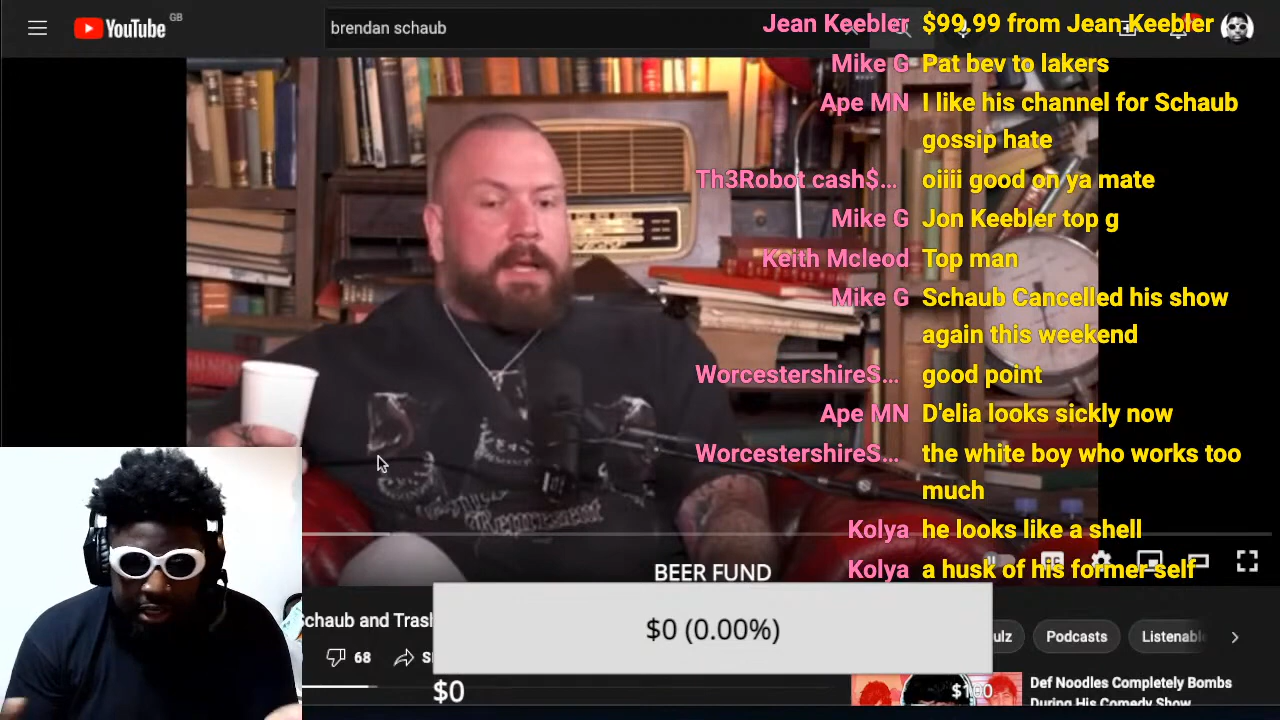 YouTube GB
brendan schaub
Jean Keebler $99.99 from Jean Keebler
Mike G Pat bev to lakers
Ape MN I like his channel for Schaub
gossip hate
Th3Robot cash$... oiiii good on ya mate
Mike G Jon Keebler top g
Keith Mcleod Top man
Mike G Schaub Cancelled his show
again this weekend
WorcestershireS... good point
Ape MN D'elia looks sickly now
WorcestershireS... the white boy who works too
much
Kolya he looks like a shell
Kolya a husk of his former self
BEER FUND
$0 (0.00%)
Schaub and Trash
68
Podcasts
Listenable
$0
$100
Def Noodles Completely Bombs
During His Comedy Show